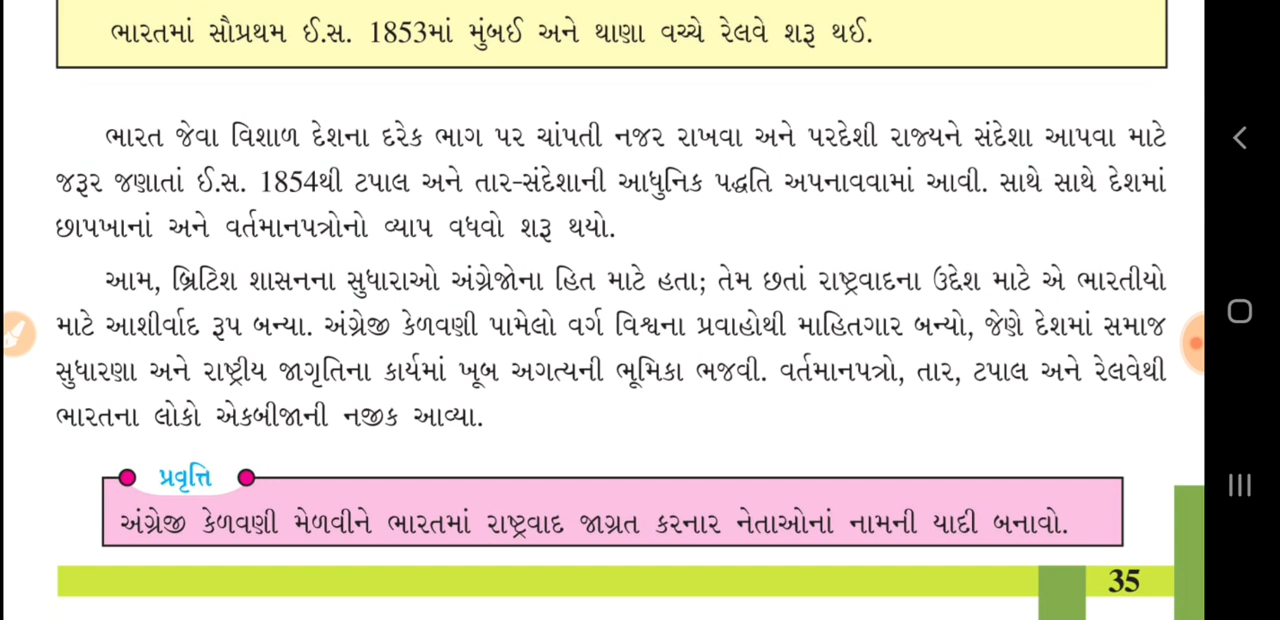 ભારતમાં સૌપ્રથમ ઈ.સ. 1853માં મુંબઈ અને થાણા વચ્ચે રેલવે શરૂ થઈ.
ભારત જેવા વિશાળ દેશના દરેક ભાગ પર ચાંપતી નજર રાખવા અને પરદેશી રાજ્યને સંદેશા આપવા માટે
જરૂર જણાતાં ઈ.સ. 1854થી ટપાલ અને તાર-સંદેશાની આધુનિક પદ્ધતિ અપનાવવામાં આવી. સાથે સાથે દેશમાં
છાપખાનાં અને વર્તમાનપત્રોનો વ્યાપ વધવો શરૂ થયો.
આમ, બ્રિટિશ શાસનના સુધારાઓ અંગ્રેજોના હિત માટે હતા; તેમ છતાં રાષ્ટ્રવાદના ઉદેશ માટે એ ભારતીયો
માટે આશીર્વાદ રૂપ બન્યા. અંગ્રેજી કેળવણી પામેલો વર્ગ વિશ્વના પ્રવાહોથી માહિતગાર બન્યો, જેણે દેશમાં સમાજ
સુધારણા અને રાષ્ટ્રીય જાગૃતિના કાર્યમાં ખૂબ અગત્યની ભૂમિકા ભજવી. વર્તમાનપત્રો, તાર, ટપાલ અને રેલવેથી
ભારતના લોકો એકબીજાની નજીક આવ્યા.
પ્રવૃત્તિ
અંગ્રેજી કેળવણી મેળવીને ભારતમાં રાષ્ટ્રવાદ જાગ્રત કરનાર નેતાઓનાં નામની યાદી બનાવો.
35